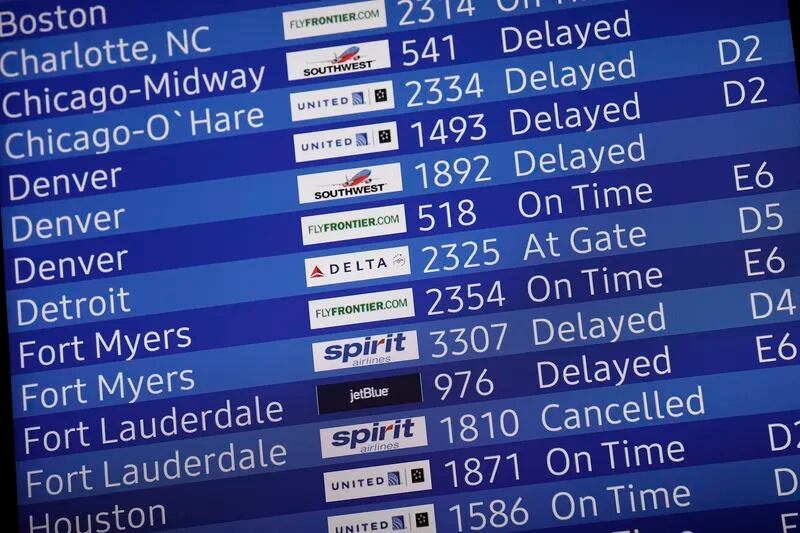 Boston
Charlotte, NC FLYFRONTIER.COM 2314
Chicago-Midway SOUTHWEST 541 Delayed
Chicago-O`Hare UNITED 2334 Delayed D2
Denver UNITED 1493 Delayed D2
Denver SOUTHWEST 1892 Delayed
Denver FLYFRONTIER.COM 518 On Time E6
Detroit DELTA 2325 At Gate D5
Fort Myers FLYFRONTIER.COM 2354 On Time E6
Fort Myers spirit airlines 3307 Delayed D4
Fort Lauderdale jetBlue 976 Delayed E6
Fort Lauderdale spirit airlines 1810 Cancelled
Houston UNITED 1871 On Time D2
UNITED 1586 On Time